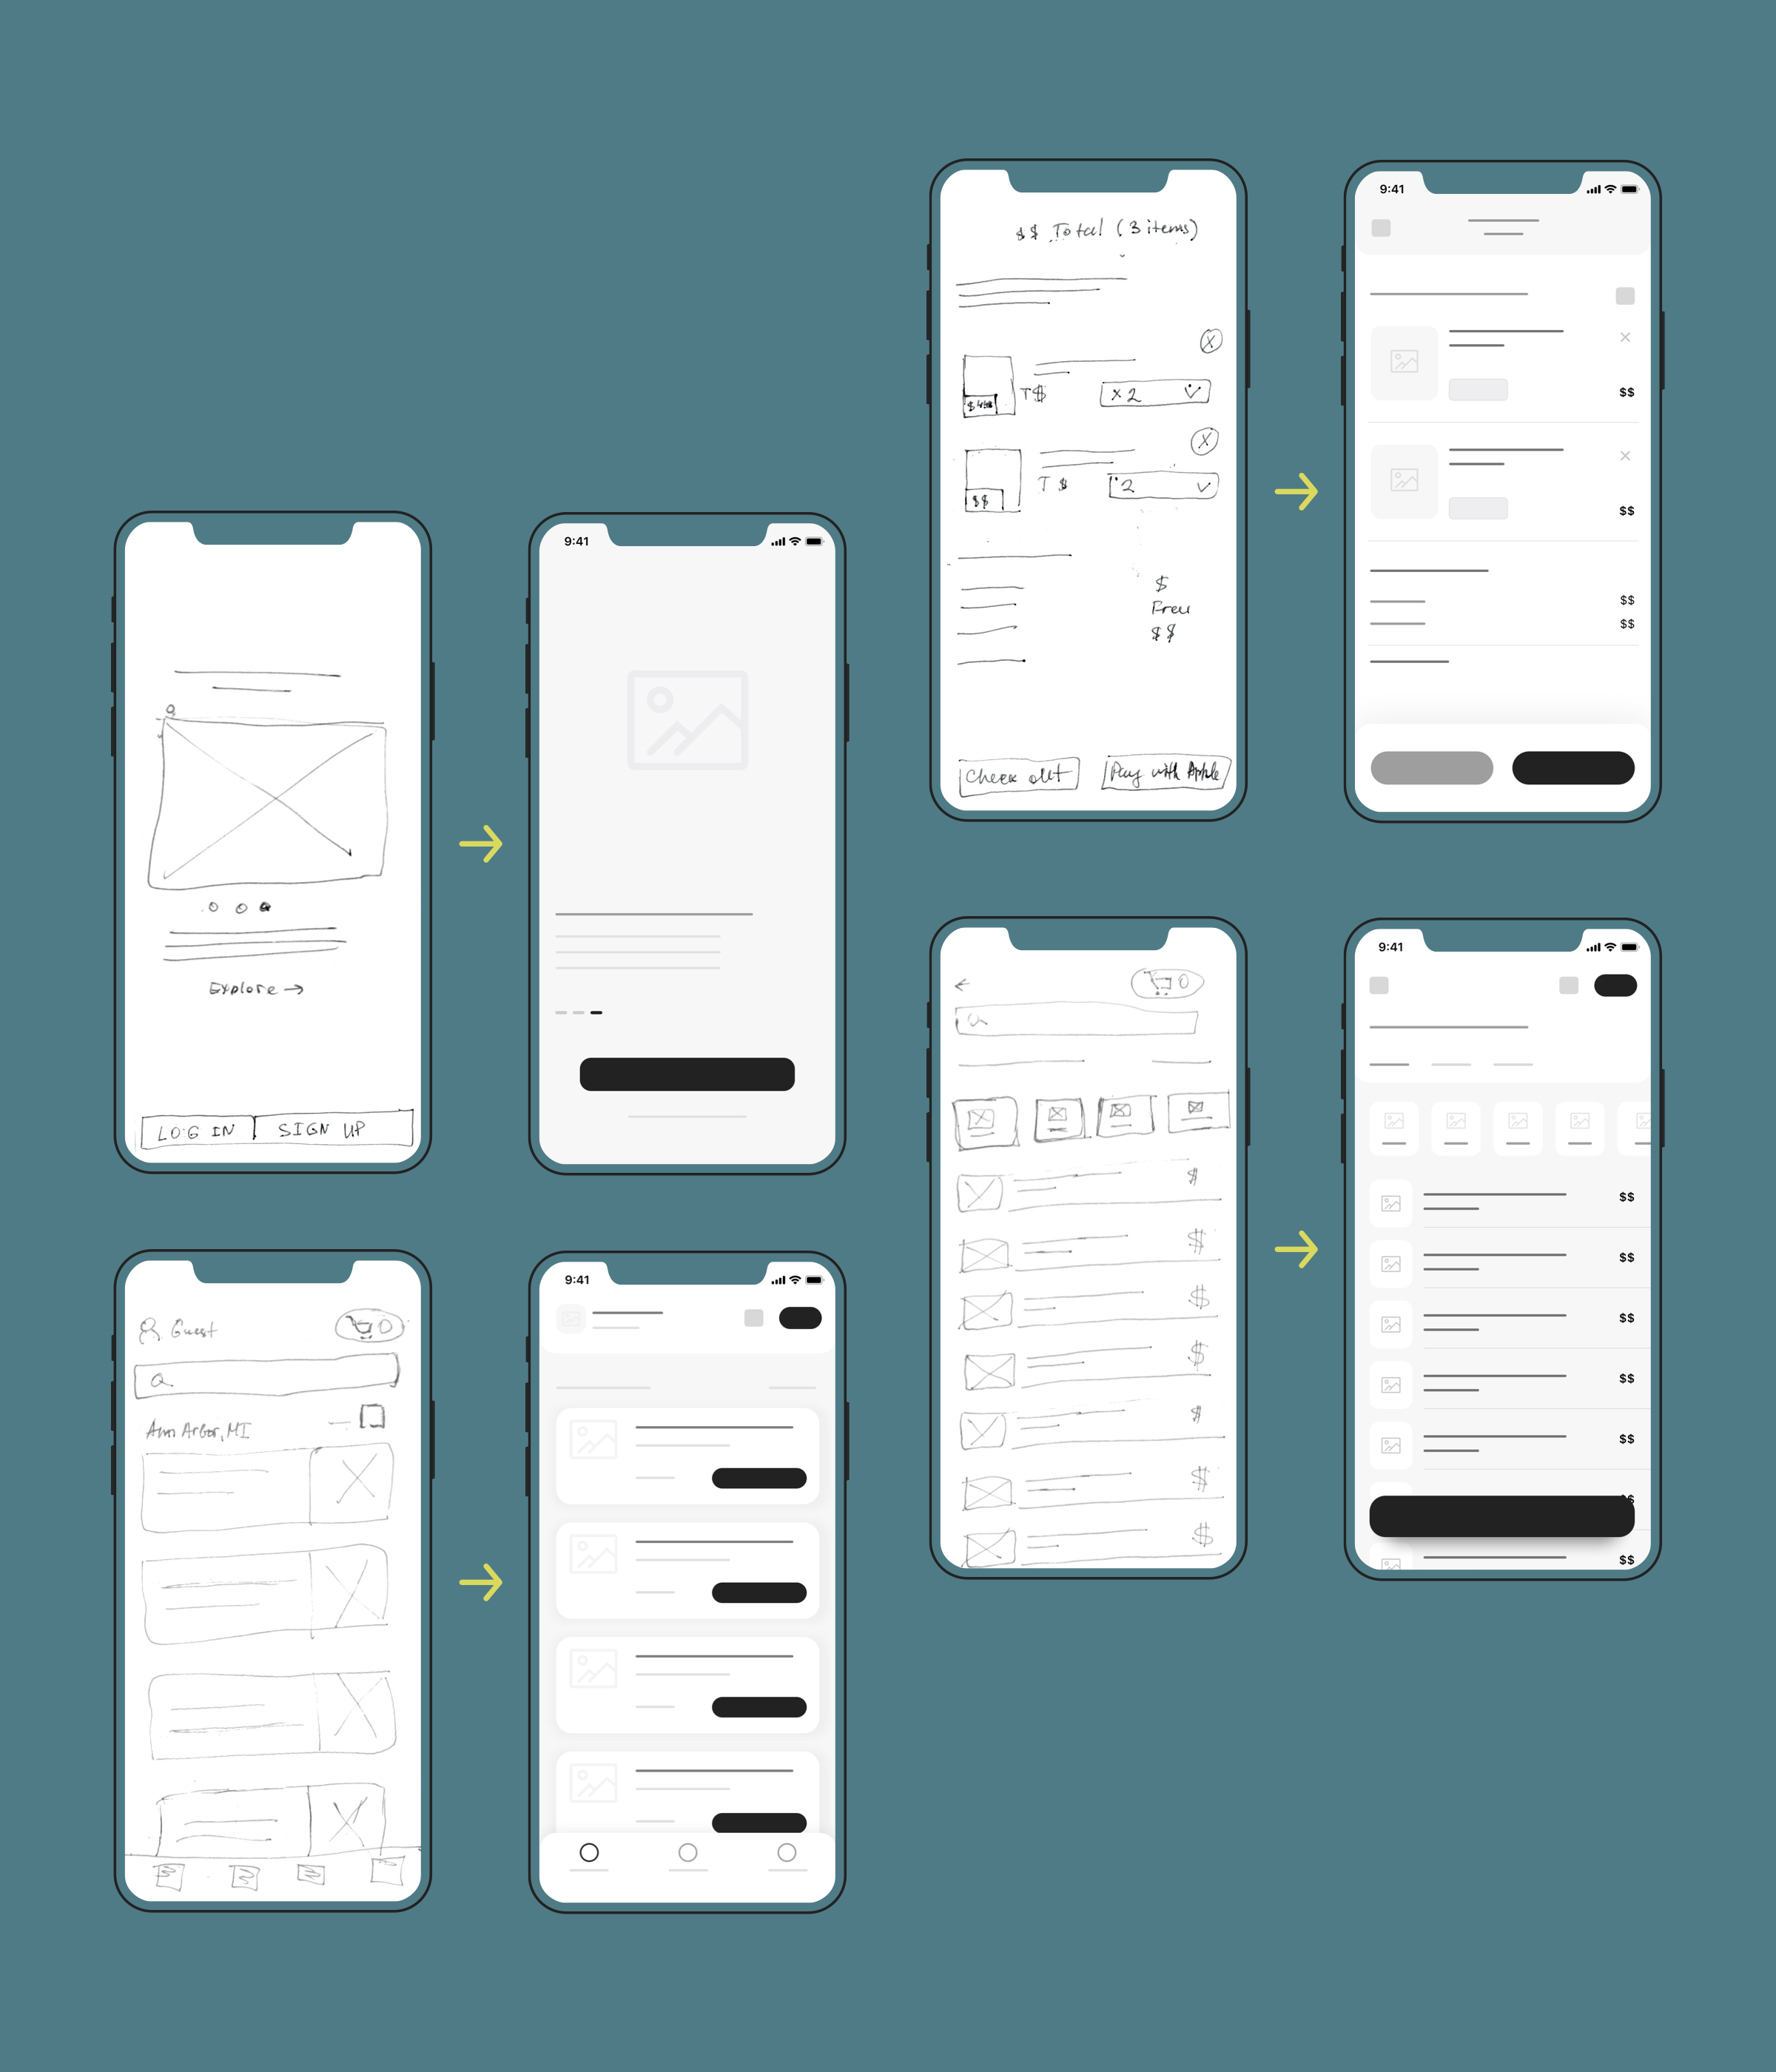 Explore →
LOG IN
SIGN UP
9:41
Guest
0
Ann Arbor, MI
9:41
$$ Total (3 items)
X
T$
X 2
X
T $
2
$$
$
Free
$$
Check out
Pay with Apple
9:41
$$
$$
$$
$$
0
$
$
$
$
$
$
$
9:41
$$
$$
$$
$$
$$
$$